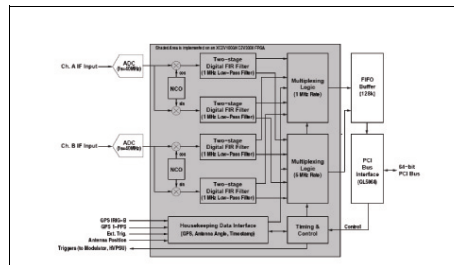 Shaded Area is implemented on an XC2V1000/XC2V3000 FPGA
Ch. A IF Input
ADC
(fs=40MHz)
cos
NCO
sin
Two-stage
Digital FIR Filter
(1 MHz Low-Pass Filter)
Two-stage
Digital FIR Filter
(1 MHz Low-Pass Filter)
Multiplexing
Logic
(1 MHz Rate)
FIFO
Buffer
(128k)
Ch. B IF Input
ADC
(fs=40MHz)
cos
NCO
sin
Two-stage
Digital FIR Filter
(1 MHz Low-Pass Filter)
Two-stage
Digital FIR Filter
(1 MHz Low-Pass Filter)
Multiplexing
Logic
(5 MHz Rate)
PCI
Bus
Interface
64-bit
PCI Bus
GPS IRIG-B
GPS 1-PPS
Ext. Trig.
Antenna Position
Triggers (to Modulator, HVPSU)
Housekeeping Data Interface
(GPS, Antenna Angle, Timestamp)
Timing &
Control
Control